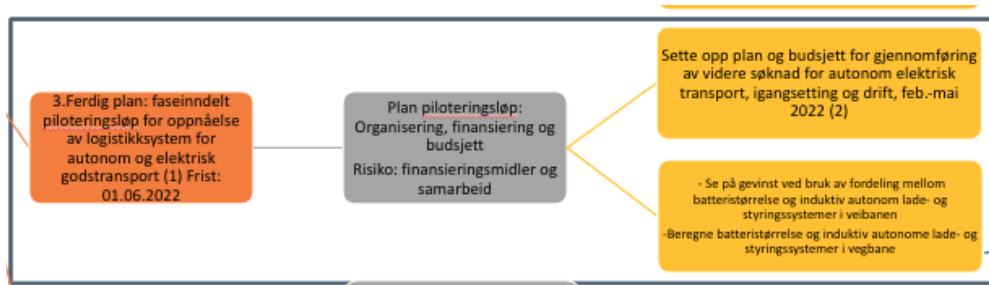 3.Ferdig plan: faseinndelt
piloteringsløp for oppnåelse
av logistikksystem for
autonom og elektrisk
godstransport (1) Frist:
01.06.2022
Plan piloteringsløp:
Organisering, finansiering og
budsjett
Risiko: finansieringsmidler og
samarbeid
Sette opp plan og budsjett for gjennomføring
av videre søknad for autonom elektrisk
transport, igangsetting og drift, feb.-mai
2022 (2)
- Se på gevinst ved bruk av fordeling mellom
batteristørrelse og induktiv autonom lade- og
styringssystemer i veibanen
-Beregne batteristørrelse og induktiv autonome lade- og
styringssystemer i vegbane